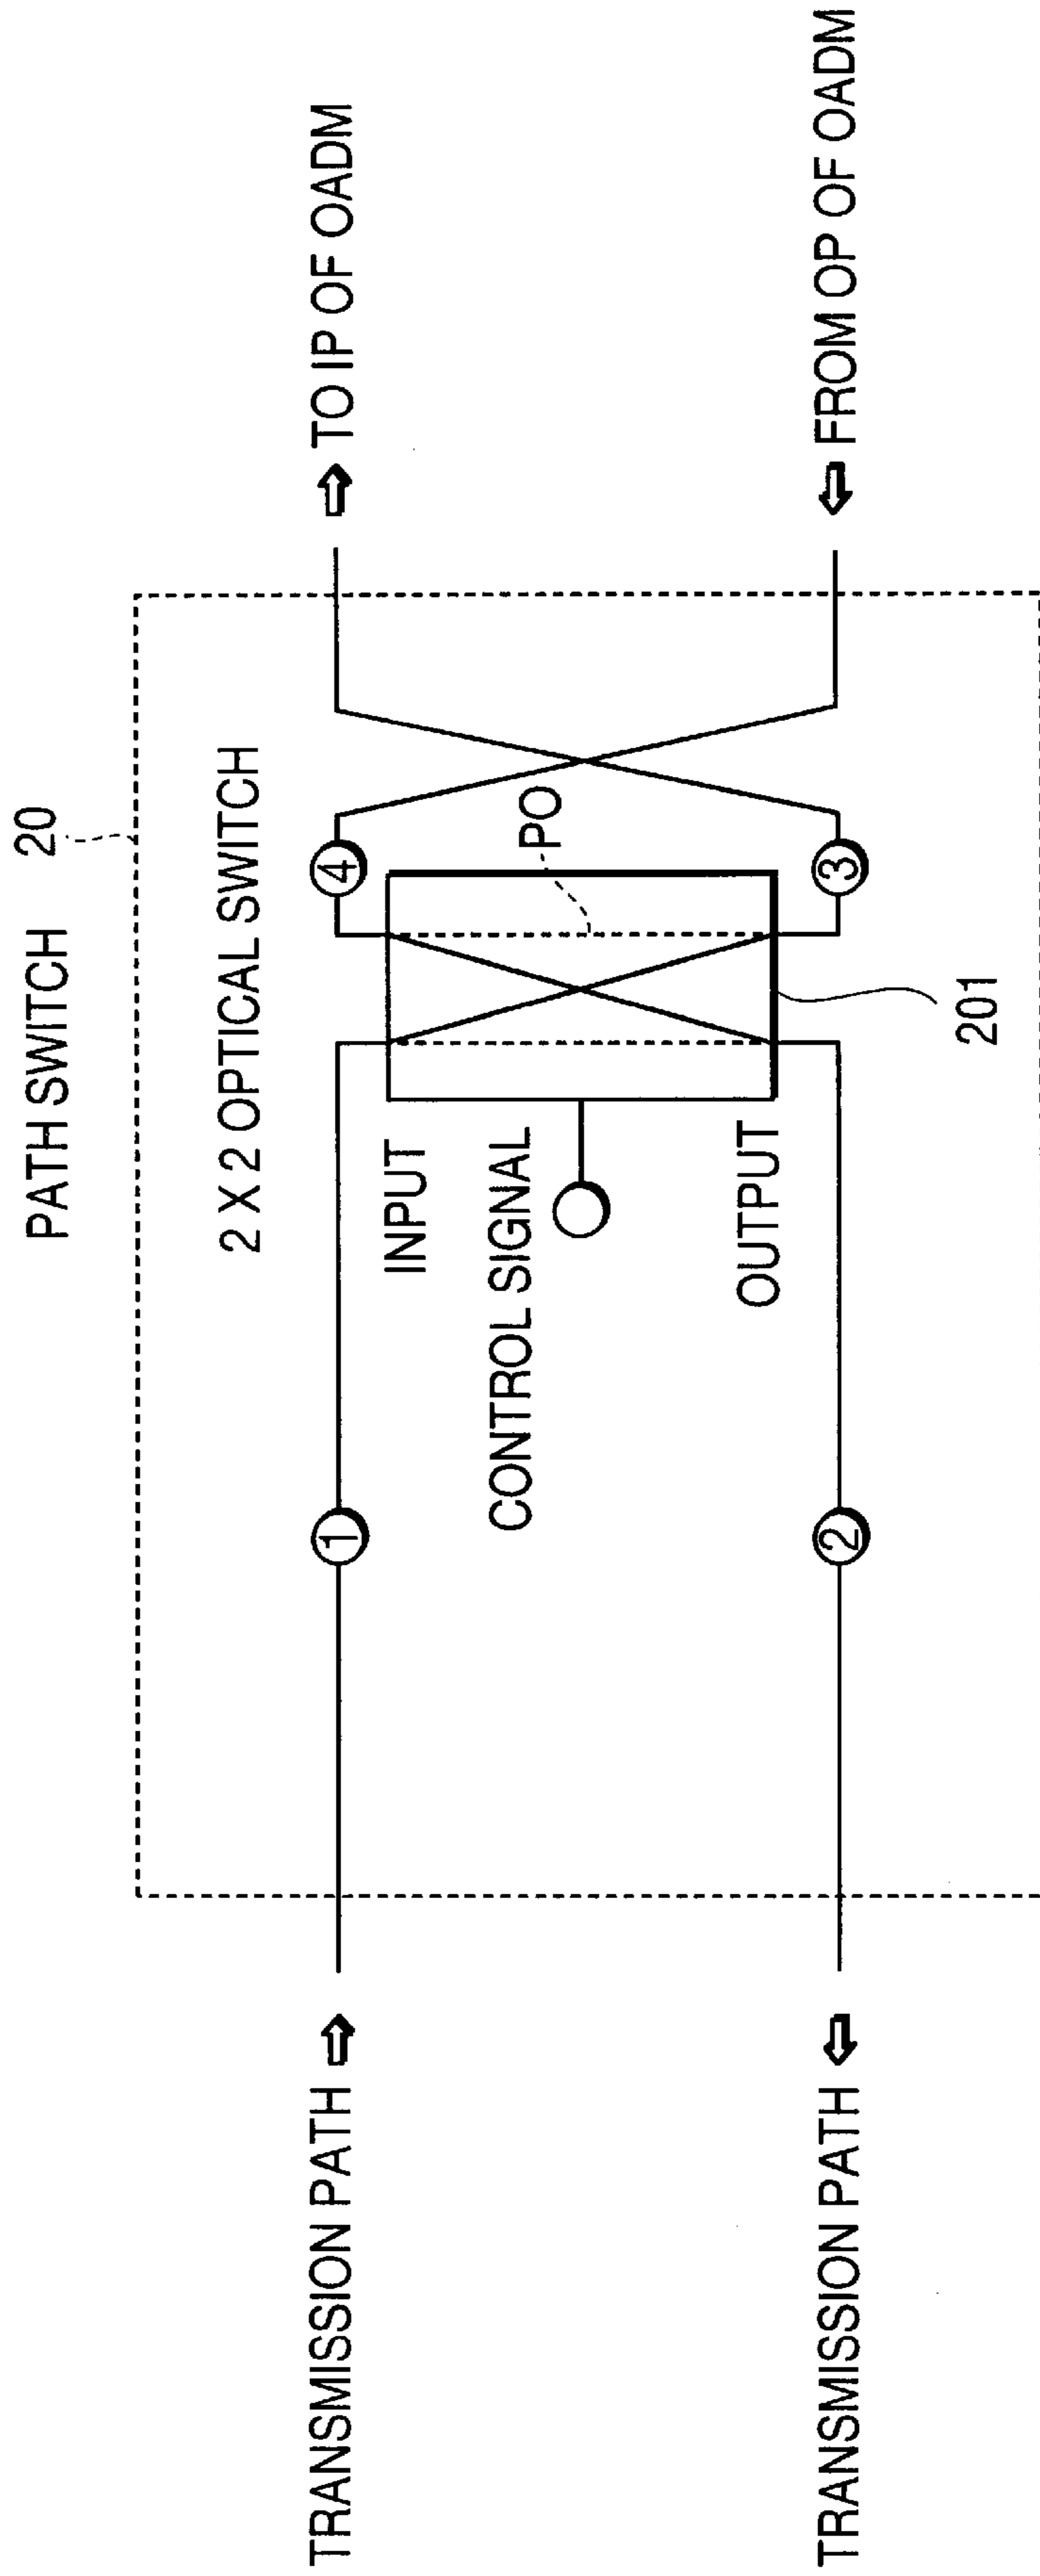 PATH SWITCH 20
2 X 2 OPTICAL SWITCH
TRANSMISSION PATH ⇨
1
INPUT
4
⇨ TO IP OF OADM
CONTROL SIGNAL
PO
OUTPUT
TRANSMISSION PATH ⇦
2
3
⇦ FROM OP OF OADM
201